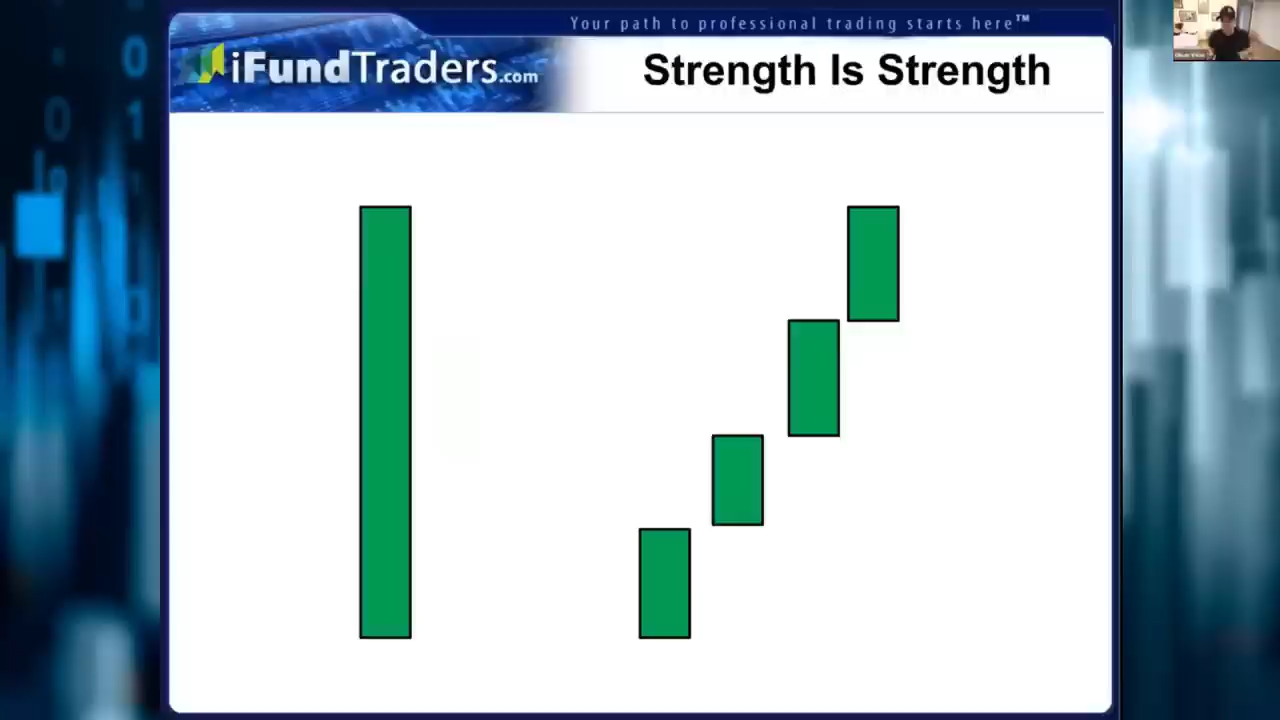 Your path to professional trading starts here™
iFundTraders.com
Strength Is Strength